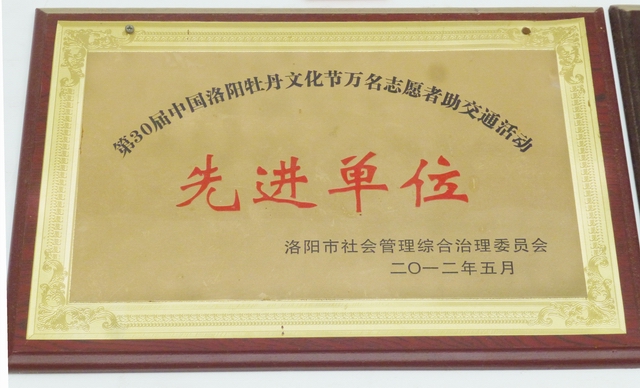 第30届中国洛阳牡丹文化节万名志愿者助交通活动
先进单位
洛阳市社会管理综合治理委员会
二〇一二年五月